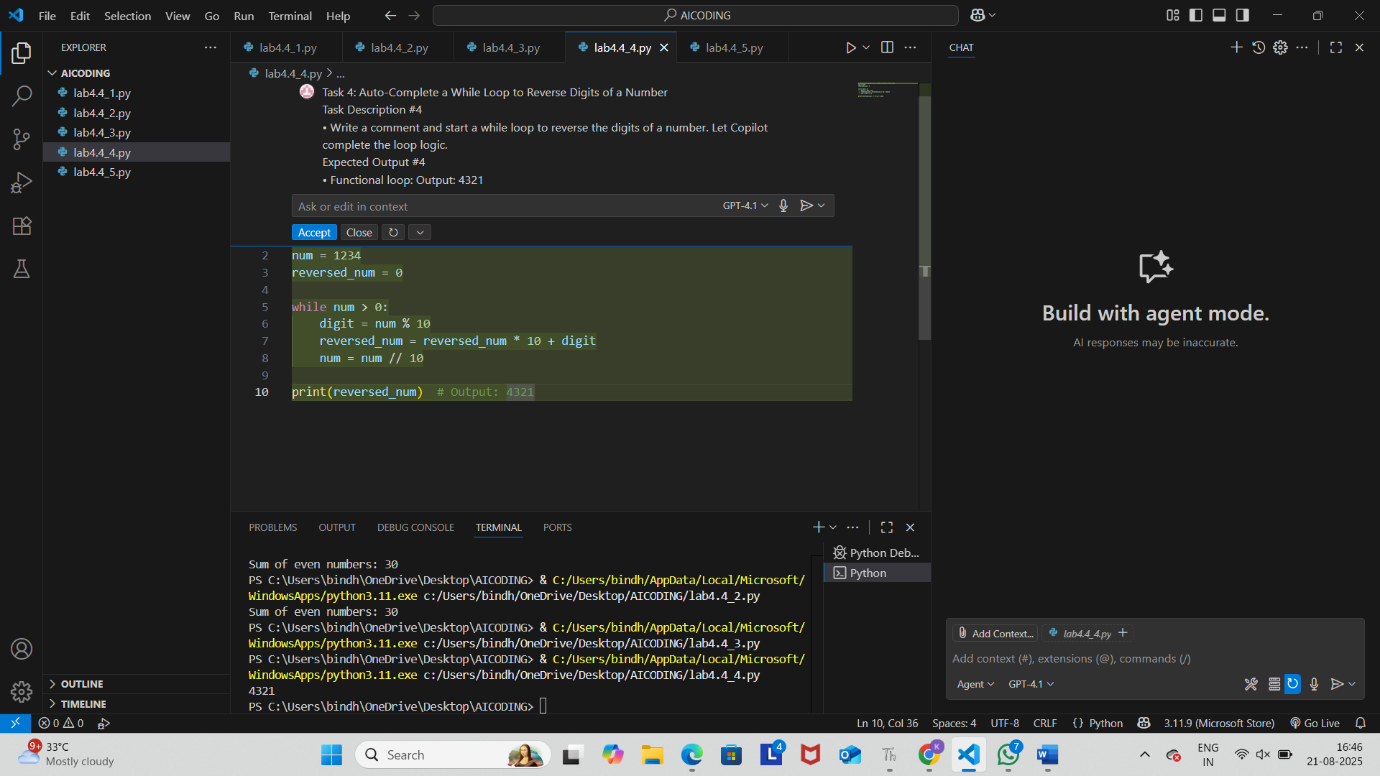 File Edit Selection View Go Run Terminal Help
AICODING
EXPLORER
AICODING
lab4.4_1.py
lab4.4_2.py
lab4.4_3.py
lab4.4_4.py
lab4.4_5.py
OUTLINE
TIMELINE
lab4.4_1.py lab4.4_2.py lab4.4_3.py lab4.4_4.py lab4.4_5.py
lab4.4_4.py > ...
Task 4: Auto-Complete a While Loop to Reverse Digits of a Number
Task Description #4
• Write a comment and start a while loop to reverse the digits of a number. Let Copilot
complete the loop logic.
Expected Output #4
• Functional loop: Output: 4321
Ask or edit in context GPT-4.1
Accept Close
2 num = 1234
3 reversed_num = 0
4
5 while num > 0:
6 digit = num % 10
7 reversed_num = reversed_num * 10 + digit
8 num = num // 10
9
10 print(reversed_num) # Output: 4321
PROBLEMS OUTPUT DEBUG CONSOLE TERMINAL PORTS
Sum of even numbers: 30
PS C:\Users\bindh\OneDrive\Desktop\AICODING> & C:/Users/bindh/AppData/Local/Microsoft/
WindowsApps/python3.11.exe c:/Users/bindh/OneDrive/Desktop/AICODING/lab4.4_2.py
Sum of even numbers: 30
PS C:\Users\bindh\OneDrive\Desktop\AICODING> & C:/Users/bindh/AppData/Local/Microsoft/
WindowsApps/python3.11.exe c:/Users/bindh/OneDrive/Desktop/AICODING/lab4.4_3.py
PS C:\Users\bindh\OneDrive\Desktop\AICODING> & C:/Users/bindh/AppData/Local/Microsoft/
WindowsApps/python3.11.exe c:/Users/bindh/OneDrive/Desktop/AICODING/lab4.4_4.py
4321
PS C:\Users\bindh\OneDrive\Desktop\AICODING>
Python Deb...
Python
CHAT
Build with agent mode.
AI responses may be inaccurate.
Add Context... lab4.4_4.py
Add context (#), extensions (@), commands (/)
Agent GPT-4.1
0 0 Ln 10, Col 36 Spaces: 4 UTF-8 CRLF {} Python 3.11.9 (Microsoft Store) Go Live
9+ 33°C
Mostly cloudy
Search
4
K
7
ENG
IN
16:46
21-08-2025